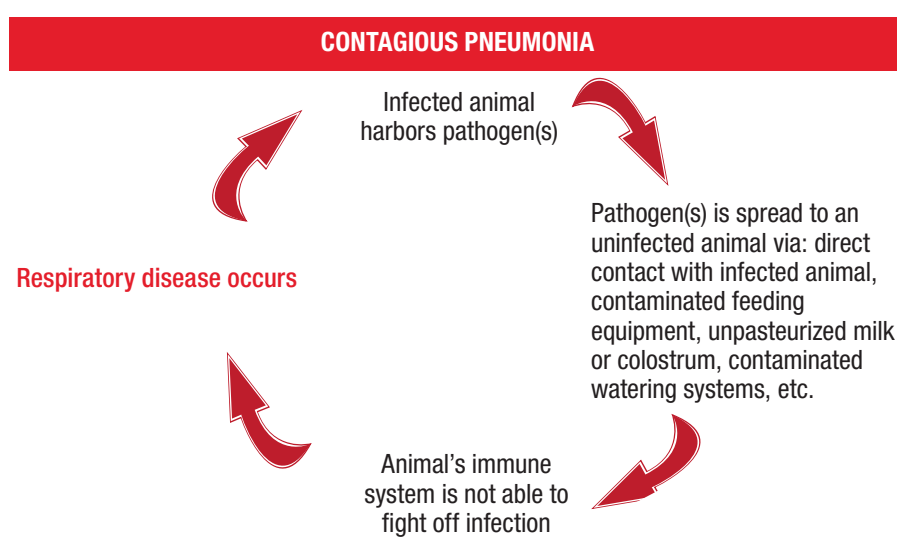 CONTAGIOUS PNEUMONIA
Infected animal
harbors pathogen(s)
Pathogen(s) is spread to an
uninfected animal via: direct
contact with infected animal,
contaminated feeding
equipment, unpasteurized milk
or colostrum, contaminated
watering systems, etc.
Animal's immune
system is not able to
fight off infection
Respiratory disease occurs